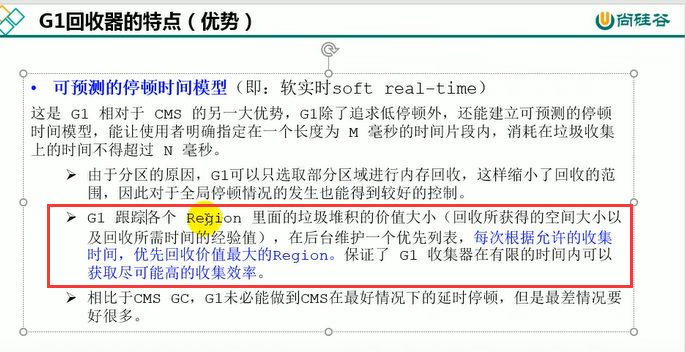 G1回收器的特点（优势）
尚硅谷
• 可预测的停顿时间模型（即：软实时soft real-time）
这是 G1 相对于 CMS 的另一大优势，G1除了追求低停顿外，还能建立可预测的停顿
时间模型，能让使用者明确指定在一个长度为 M 毫秒的时间片段内，消耗在垃圾收集
上的时间不得超过 N 毫秒。
➢ 由于分区的原因，G1可以只选取部分区域进行内存回收，这样缩小了回收的范
围，因此对于全局停顿情况的发生也能得到较好的控制。
➢ G1 跟踪各个 Region 里面的垃圾堆积的价值大小（回收所获得的空间大小以
及回收所需时间的经验值），在后台维护一个优先列表，每次根据允许的收集
时间，优先回收价值最大的Region。保证了 G1 收集器在有限的时间内可以
获取尽可能高的收集效率。
➢ 相比于CMS GC，G1未必能做到CMS在最好情况下的延时停顿，但是最差情况要
好很多。